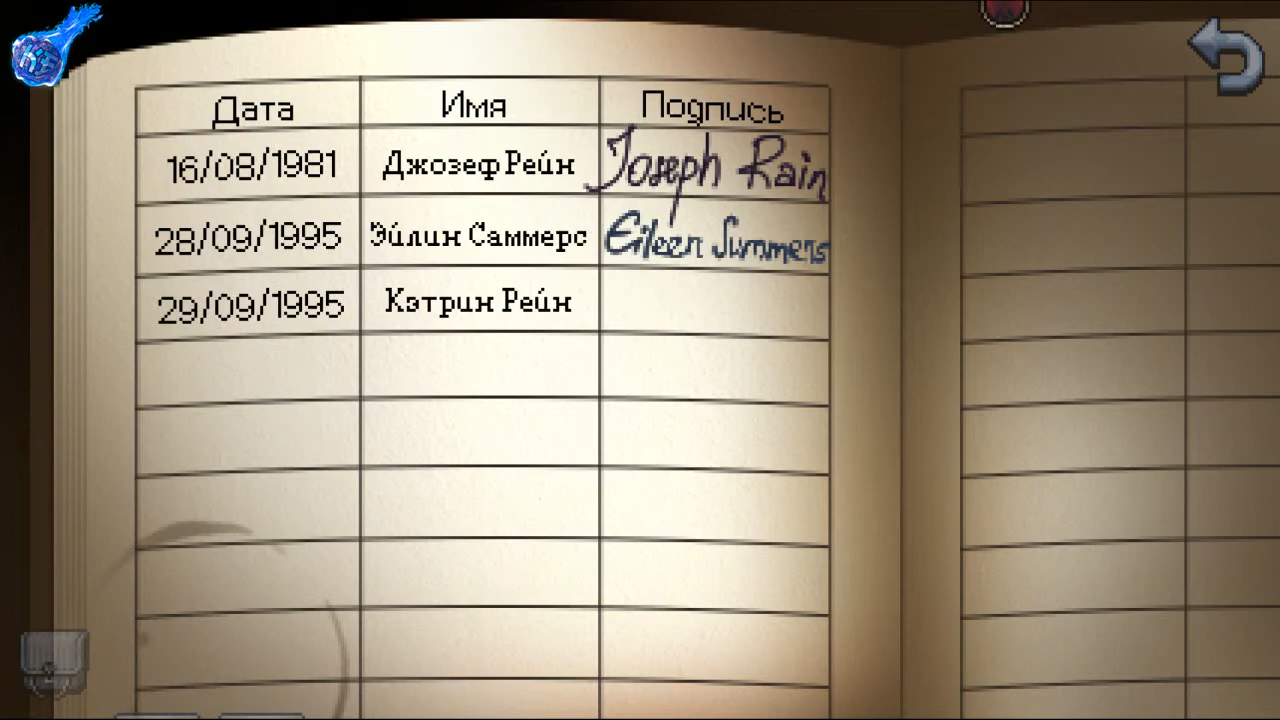 Дата Имя Подпись
16/08/1981 Джозеф Рейн Joseph Rain
28/09/1995 Эйлин Саммерс Eileen Summers
29/09/1995 Кэтрин Рейн